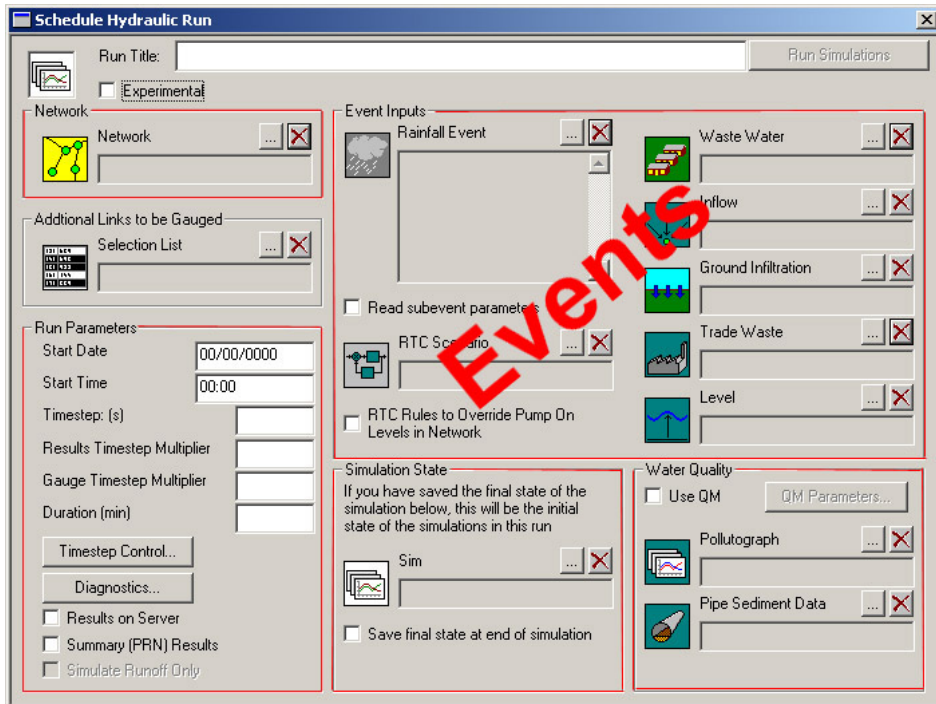 Schedule Hydraulic Run
Run Title:
Run Simulations
Experimental
Network
Network
...
Addtional Links to be Gauged
Selection List
...
Run Parameters
Start Date
00/00/0000
Start Time
00:00
Timestep: (s)
Results Timestep Multiplier
Gauge Timestep Multiplier
Duration (min)
Timestep Control...
Diagnostics...
Results on Server
Summary (PRN) Results
Simulate Runoff Only
Event Inputs
Rainfall Event
...
Read subevent parameters
RTC Scenario
...
RTC Rules to Override Pump On
Levels in Network
Waste Water
...
Inflow
...
Ground Infiltration
...
Trade Waste
...
Level
...
Events
Simulation State
If you have saved the final state of the
simulation below, this will be the initial
state of the simulations in this run
Sim
...
Save final state at end of simulation
Water Quality
Use QM
QM Parameters...
Pollutograph
...
Pipe Sediment Data
...